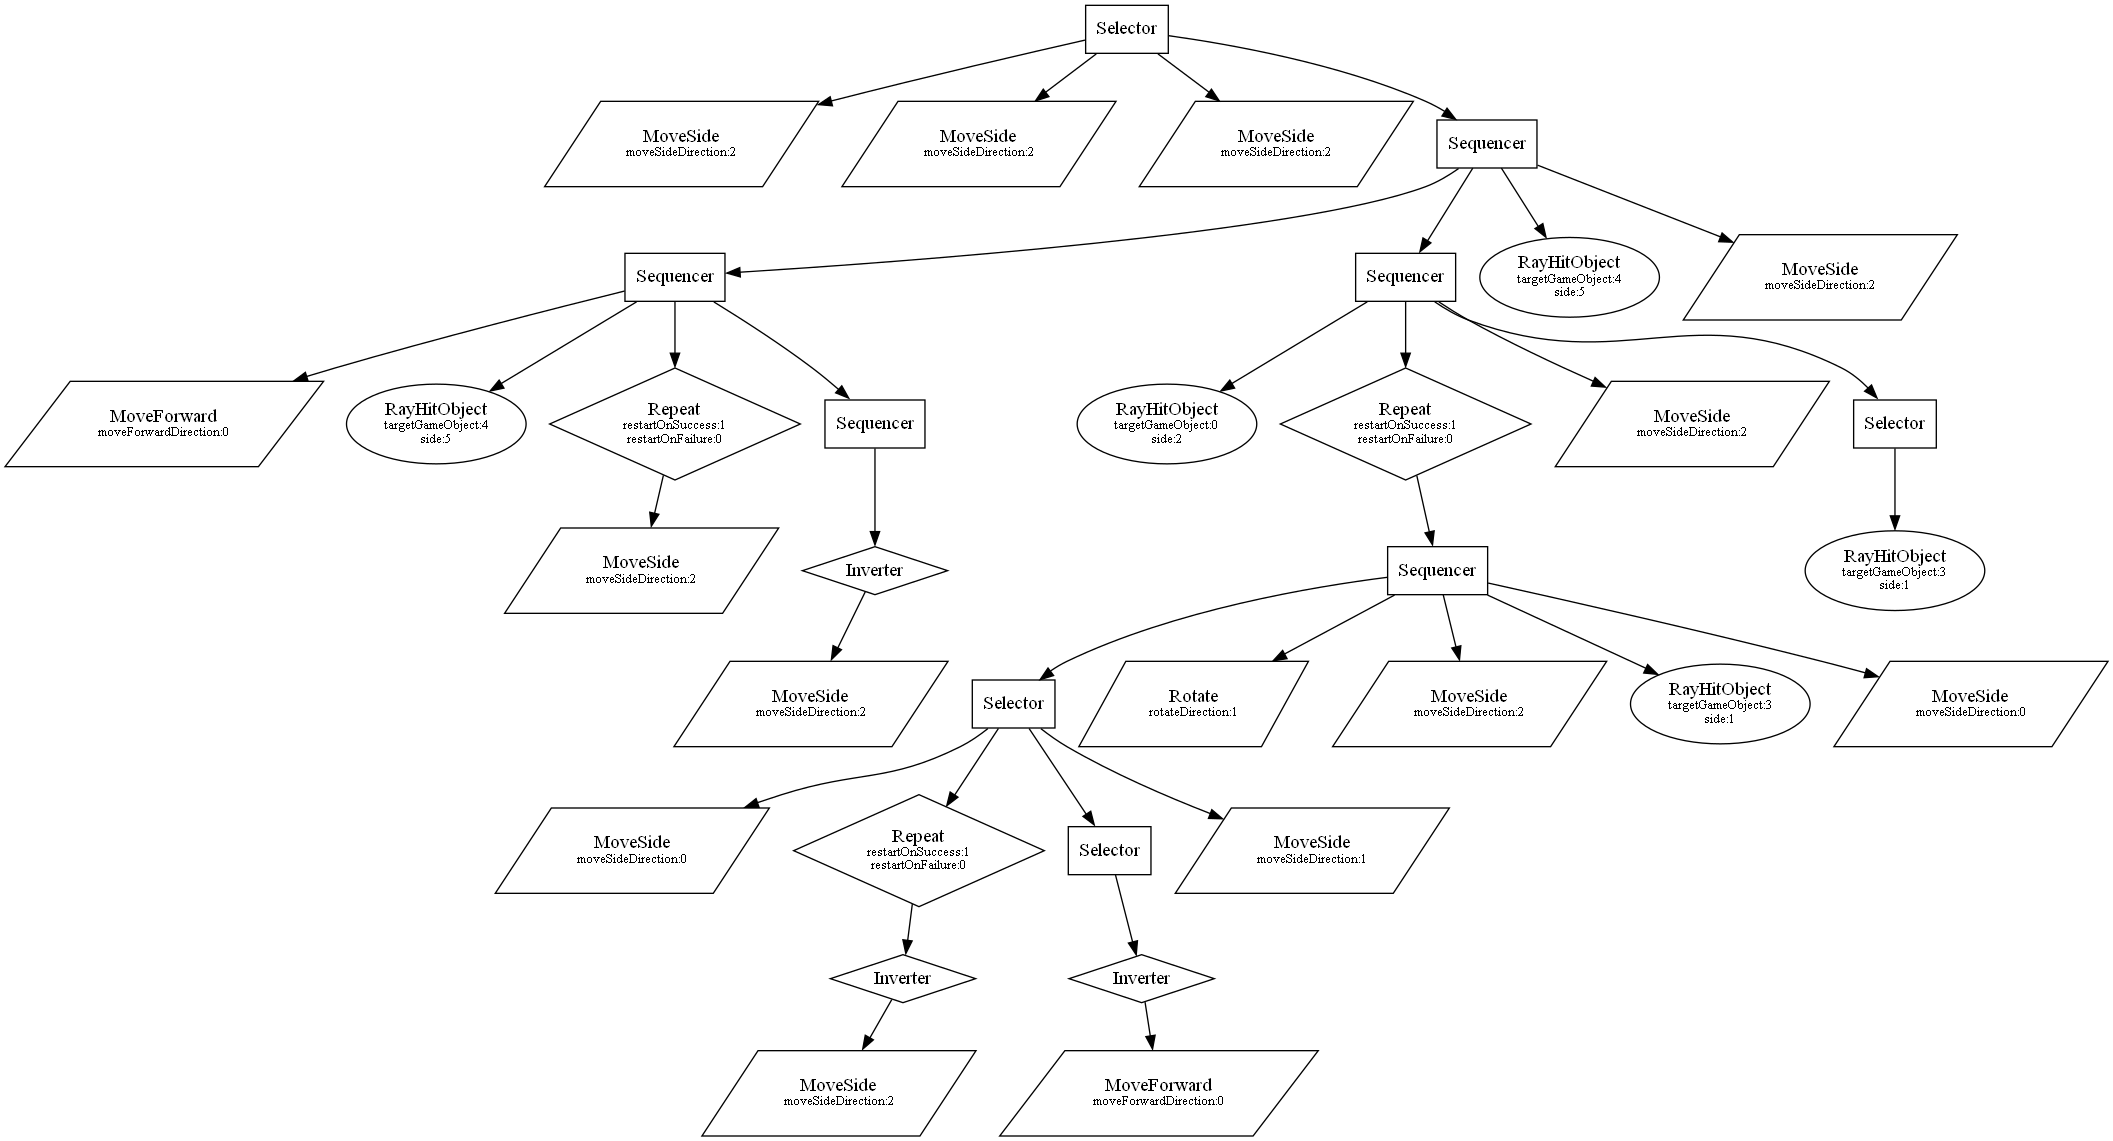 Selector
MoveSide
moveSideDirection:2
MoveSide
moveSideDirection:2
MoveSide
moveSideDirection:2
Sequencer
Sequencer
Sequencer
RayHitObject
targetGameObject:4
side:5
MoveSide
moveSideDirection:2
MoveForward
moveForwardDirection:0
RayHitObject
targetGameObject:4
side:5
Repeat
restartOnSuccess:1
restartOnFailure:0
Sequencer
RayHitObject
targetGameObject:0
side:2
Repeat
restartOnSuccess:1
restartOnFailure:0
MoveSide
moveSideDirection:2
Selector
MoveSide
moveSideDirection:2
Inverter
Sequencer
RayHitObject
targetGameObject:3
side:1
MoveSide
moveSideDirection:2
Selector
Rotate
rotateDirection:1
MoveSide
moveSideDirection:2
RayHitObject
targetGameObject:3
side:1
MoveSide
moveSideDirection:0
MoveSide
moveSideDirection:0
Repeat
restartOnSuccess:1
restartOnFailure:0
Selector
MoveSide
moveSideDirection:1
Inverter
Inverter
MoveSide
moveSideDirection:2
MoveForward
moveForwardDirection:0